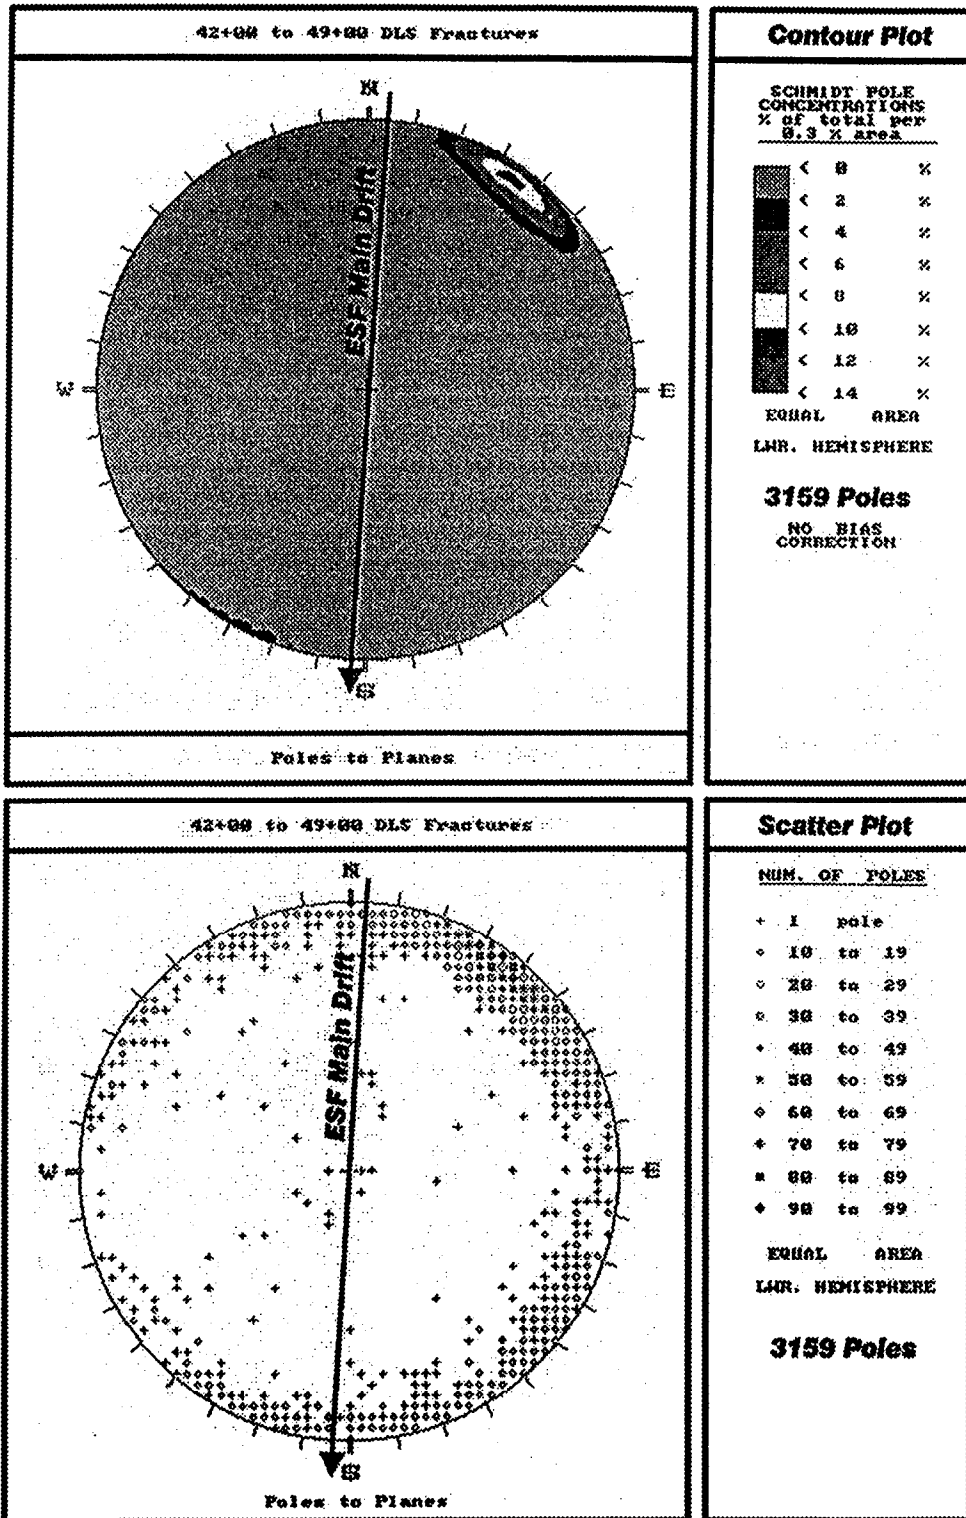 42+00 to 49+00 DLS Fractures
N
ESF Main Drift
W
E
S
Poles to Planes
Contour Plot
SCHMIDT POLE
CONCENTRATIONS
% of total per
0.3 % area
< 0 %
< 2 %
< 4 %
< 6 %
< 8 %
< 10 %
< 12 %
< 14 %
EQUAL AREA
LWR. HEMISPHERE
3159 Poles
NO BIAS
CORRECTION
42+00 to 49+00 DLS Fractures
N
ESF Main Drift
W
E
S
Poles to Planes
Scatter Plot
NUM. OF POLES
1 pole
10 to 19
20 to 29
30 to 39
40 to 49
50 to 59
60 to 69
70 to 79
80 to 89
90 to 99
EQUAL AREA
LWR. HEMISPHERE
3159 Poles